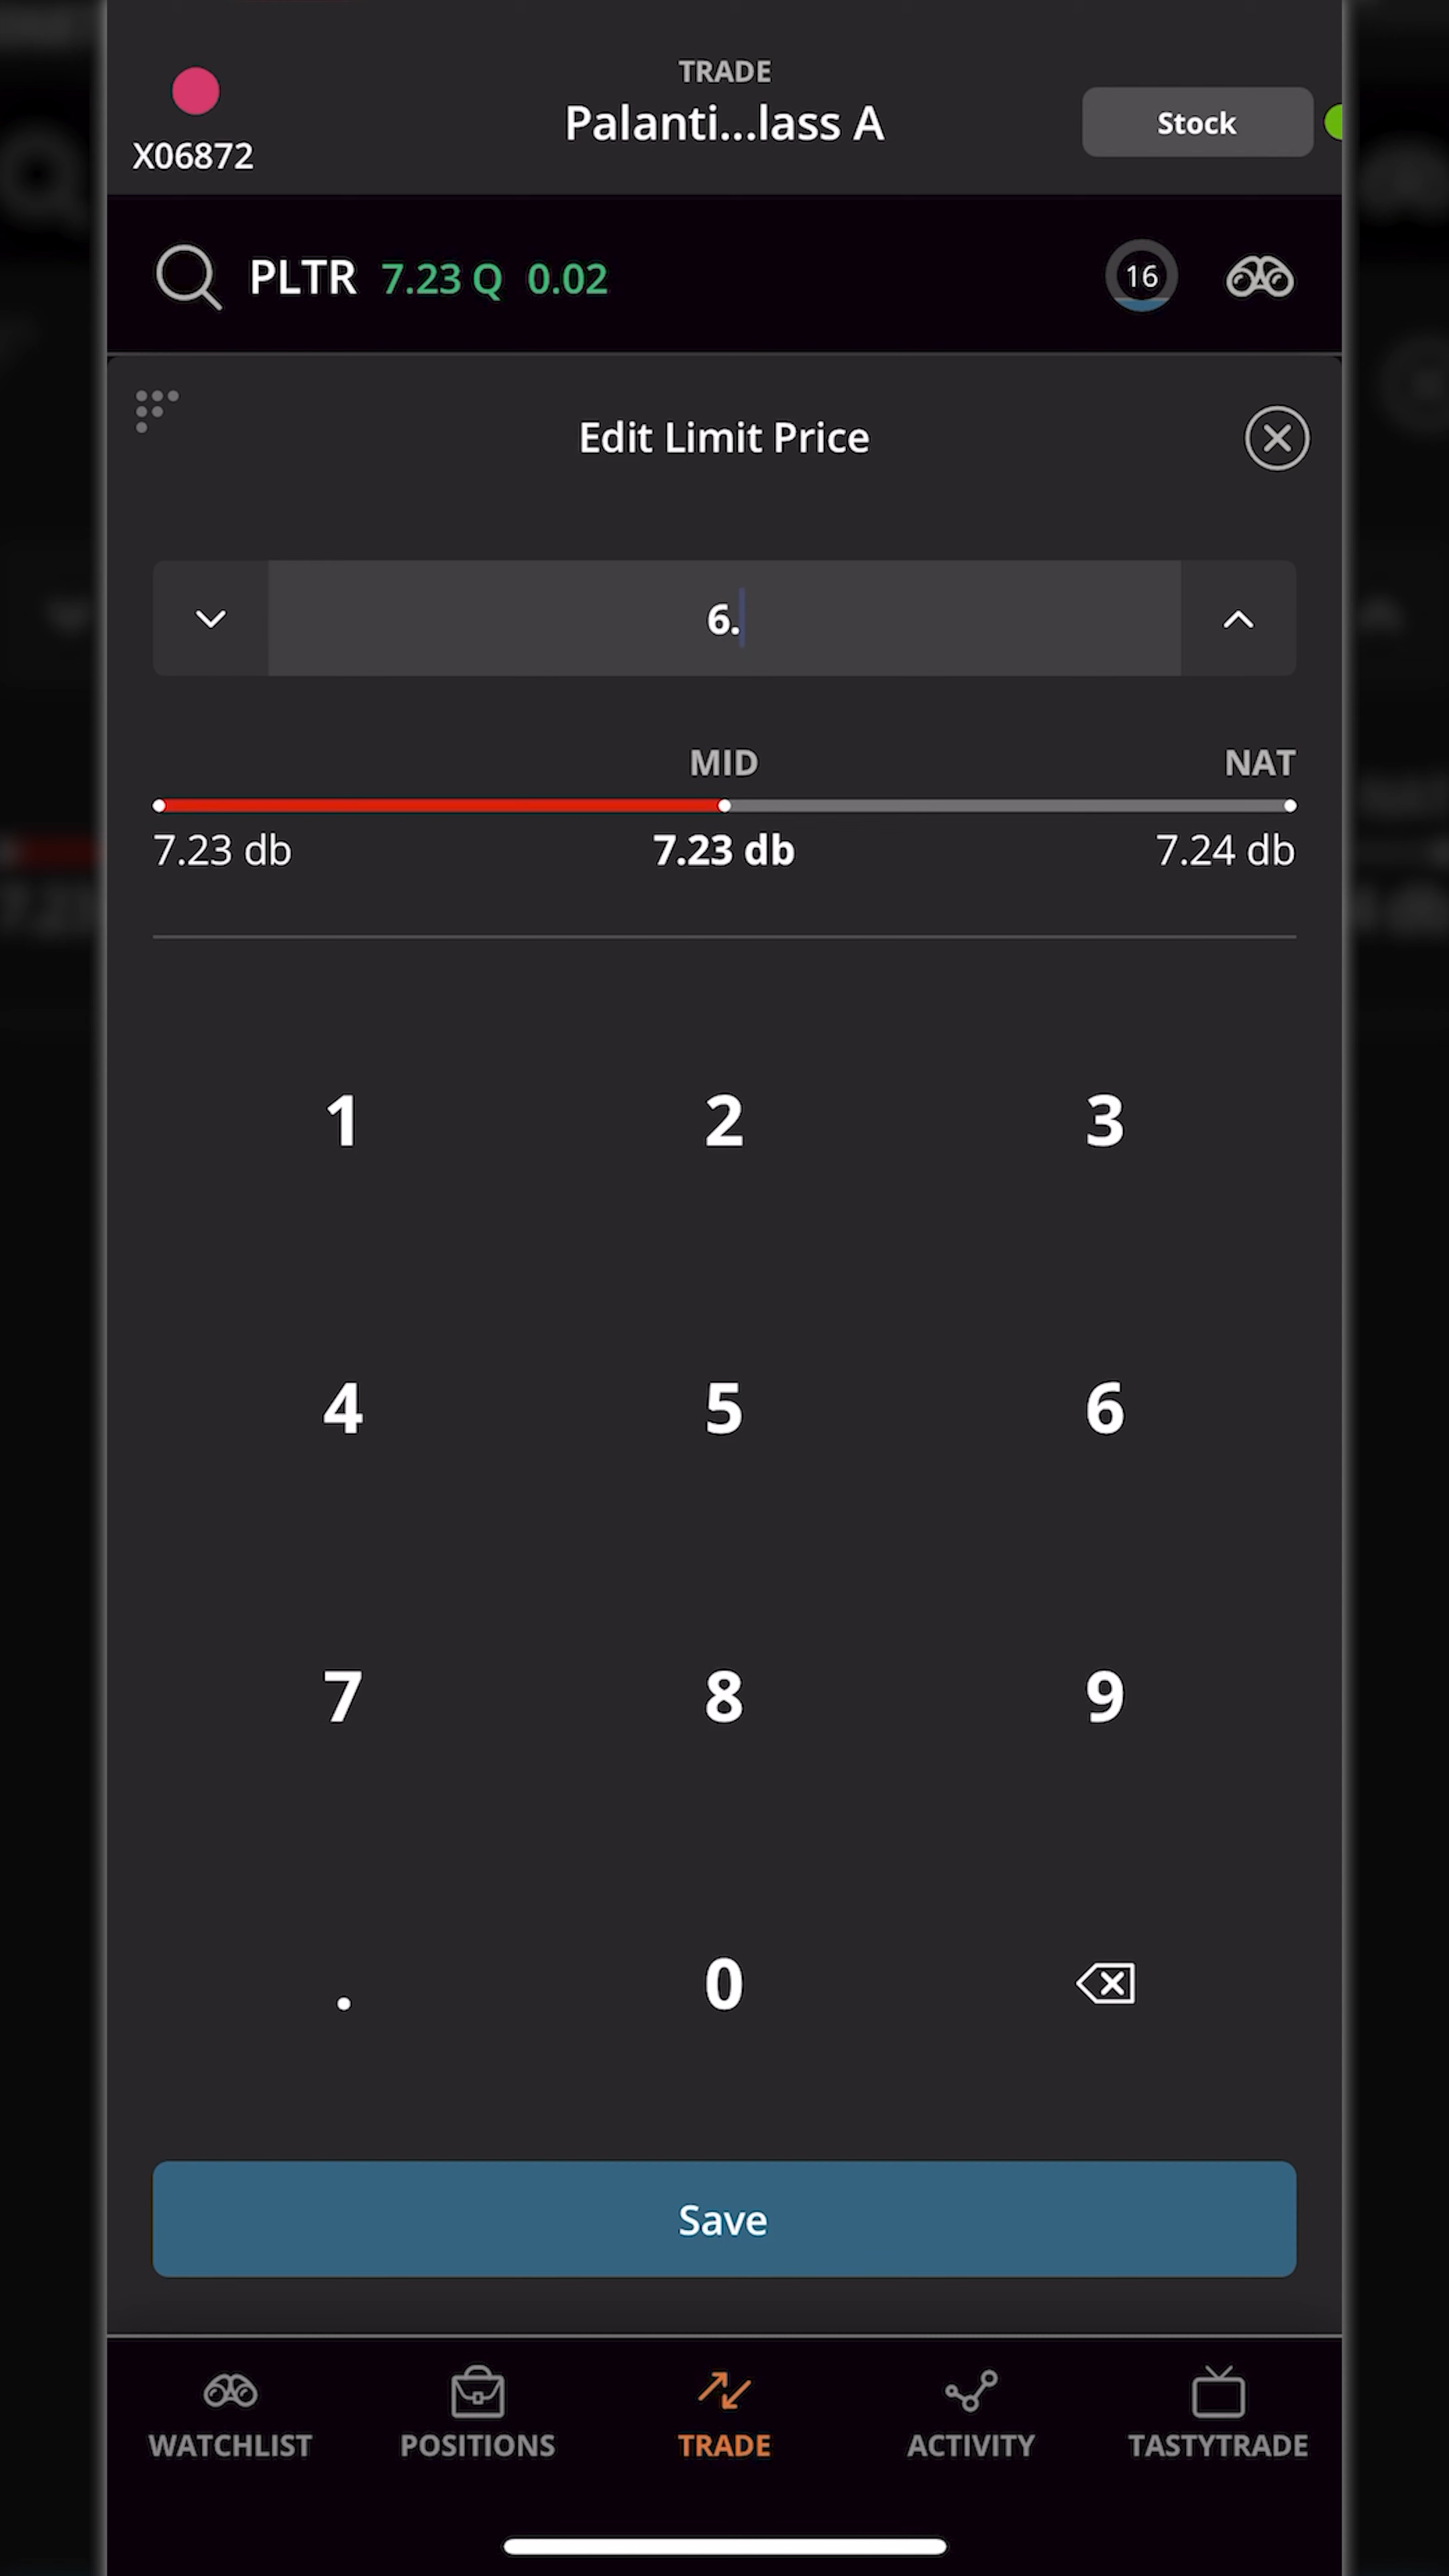 TRADE
Palanti...lass A
Stock
X06872
PLTR 7.23 Q 0.02
16
Edit Limit Price
6.
MID NAT
7.23 db 7.23 db 7.24 db
1 2 3
4 5 6
7 8 9
. 0
Save
WATCHLIST POSITIONS TRADE ACTIVITY TASTYTRADE